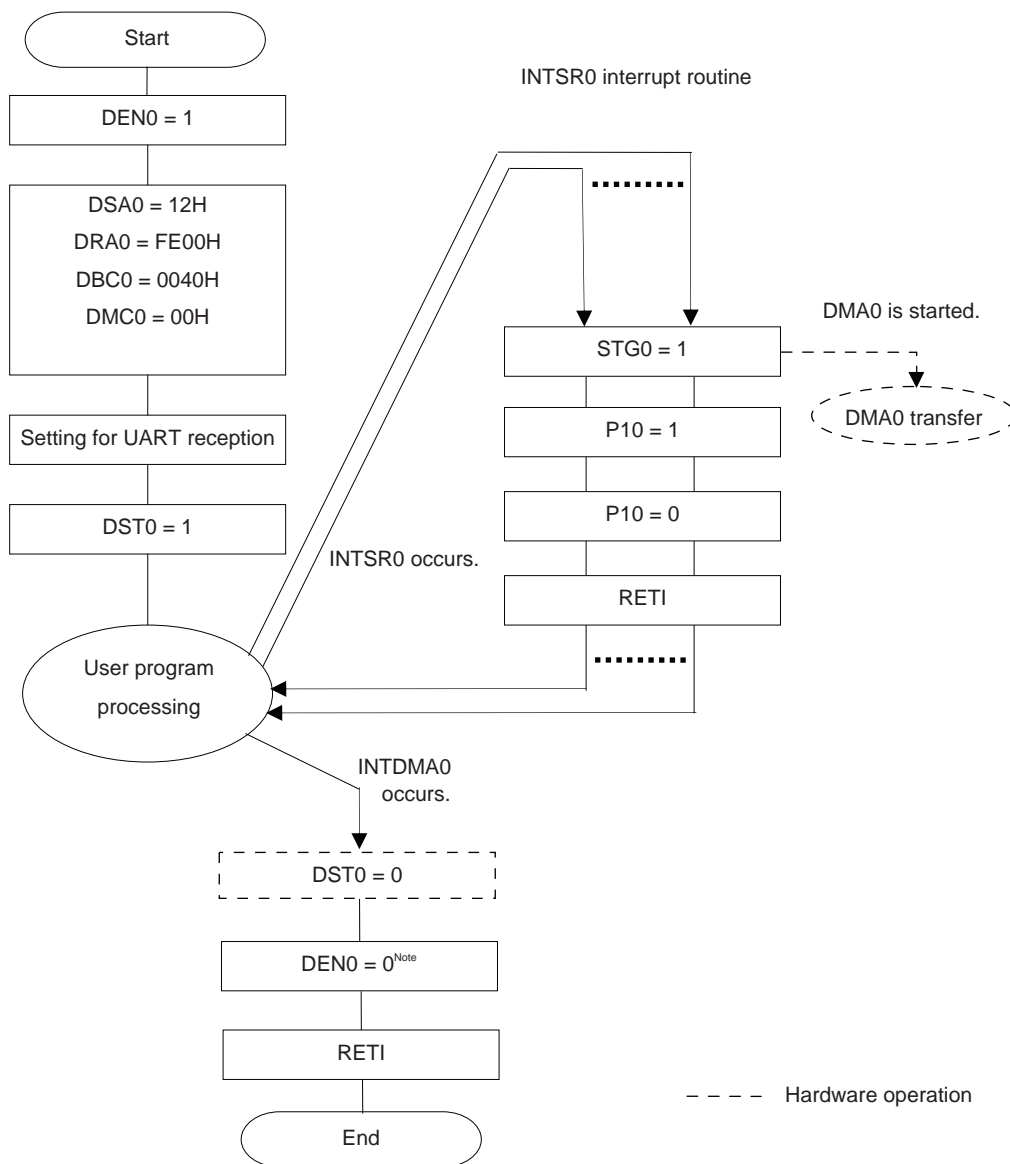 Start
DEN0 = 1
DSA0 = 12H
DRA0 = FE00H
DBC0 = 0040H
DMC0 = 00H
Setting for UART reception
DST0 = 1
User program
processing
INTSR0 occurs.
INTSR0 interrupt routine
STG0 = 1
DMA0 is started.
DMA0 transfer
P10 = 1
P10 = 0
RETI
INTDMA0
occurs.
DST0 = 0
DEN0 = 0Note
RETI
End
Hardware operation